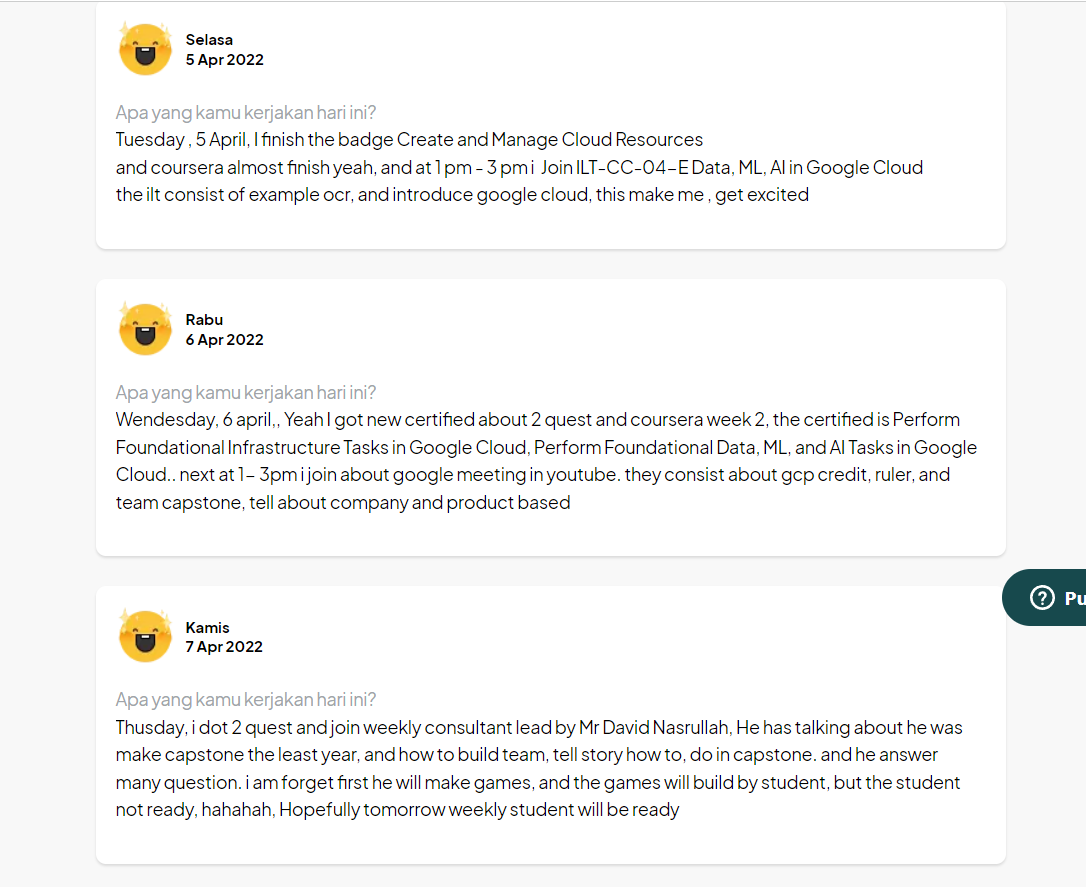 Selasa
5 Apr 2022
Apa yang kamu kerjakan hari ini?
Tuesday , 5 April, I finish the badge Create and Manage Cloud Resources
and coursera almost finish yeah, and at 1 pm - 3 pm i  Join ILT-CC-04–E Data, ML, AI in Google Cloud
the ilt consist of example ocr, and introduce google cloud, this make me , get excited
Rabu
6 Apr 2022
Apa yang kamu kerjakan hari ini?
Wendesday, 6 april,, Yeah I got new certified about 2 quest and coursera week 2, the certified is Perform
Foundational Infrastructure Tasks in Google Cloud, Perform Foundational Data, ML, and AI Tasks in Google
Cloud.. next at 1– 3pm i join about google meeting in youtube. they consist about gcp credit, ruler, and
team capstone, tell about company and product based
Kamis
7 Apr 2022
Apa yang kamu kerjakan hari ini?
Thusday, i dot 2 quest and join weekly consultant lead by Mr David Nasrullah, He has talking about he was
make capstone the least year, and how to build team, tell story how to, do in capstone. and he answer
many question. i am forget first he will make games, and the games will build by student, but the student
not ready, hahahah, Hopefully tomorrow weekly student will be ready
Pu